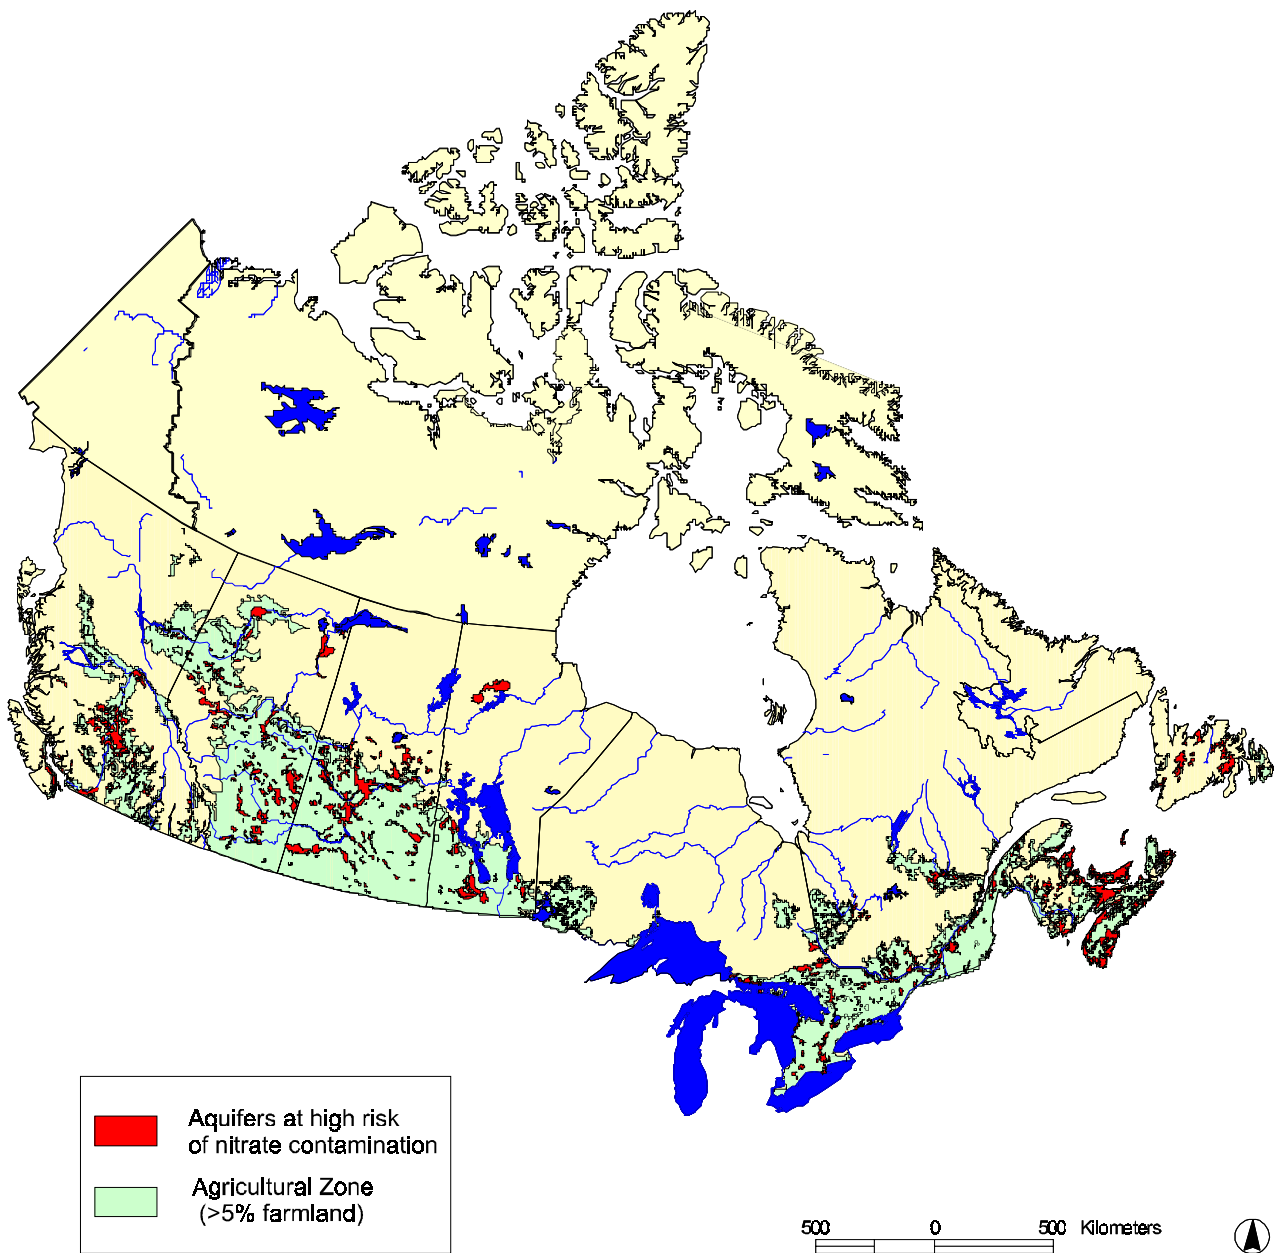 Aquifers at high risk
of nitrate contamination
Agricultural Zone
(>5% farmland)
500 0 500 Kilometers